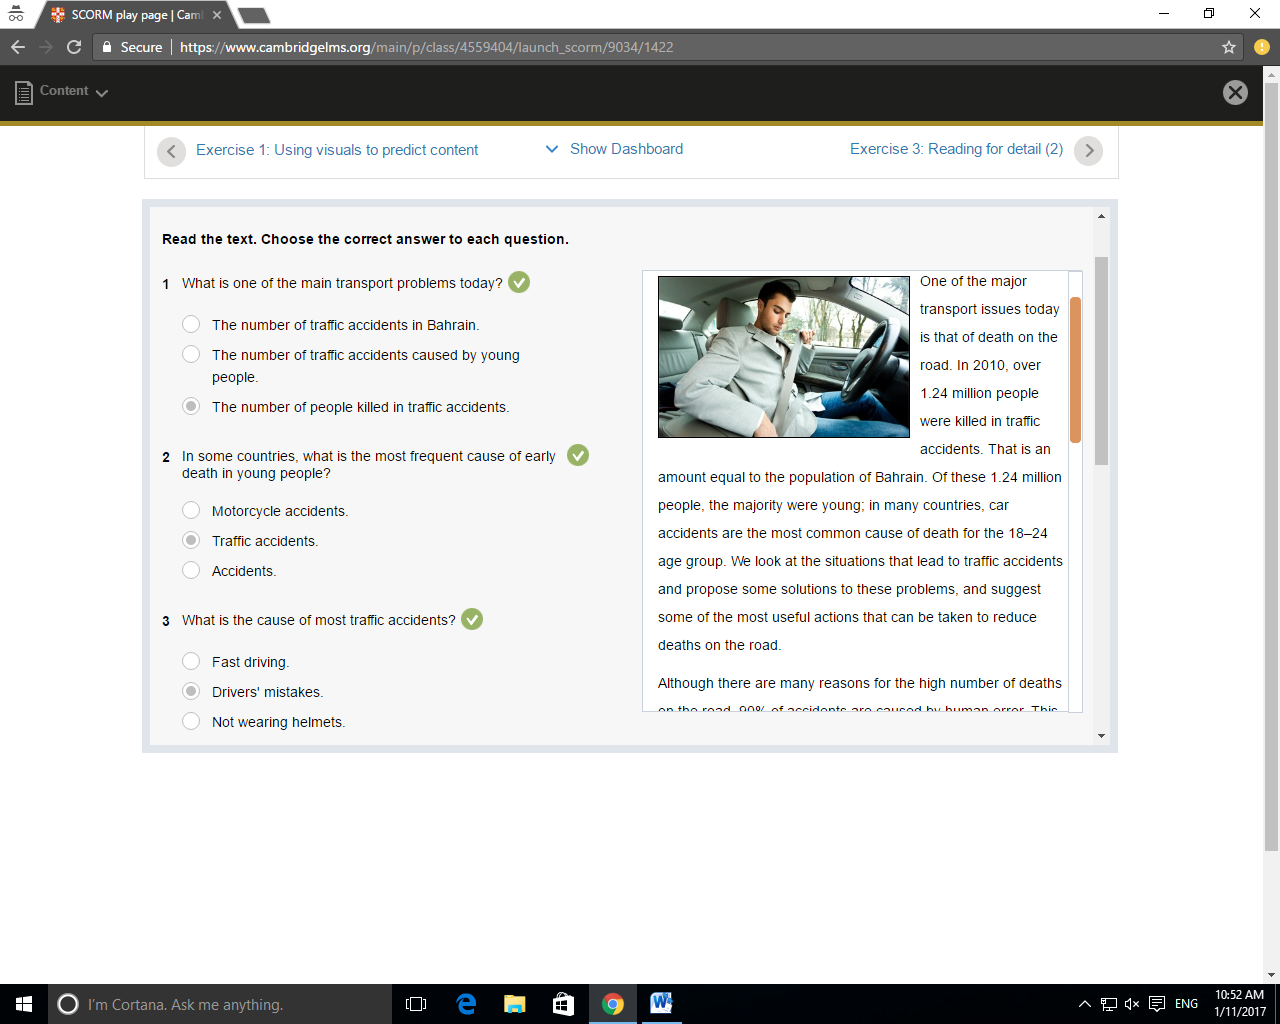 SCORM play page | Cam
Secure | https://www.cambridgelms.org/main/p/class/4559404/launch_scorm/9034/1422
Content
Exercise 1: Using visuals to predict content
Show Dashboard
Exercise 3: Reading for detail (2)
Read the text. Choose the correct answer to each question.
1 What is one of the main transport problems today?
The number of traffic accidents in Bahrain.
The number of traffic accidents caused by young
people.
The number of people killed in traffic accidents.
2 In some countries, what is the most frequent cause of early
death in young people?
Motorcycle accidents.
Traffic accidents.
Accidents.
3 What is the cause of most traffic accidents?
Fast driving.
Drivers' mistakes.
Not wearing helmets.
One of the major
transport issues today
is that of death on the
road. In 2010, over
1.24 million people
were killed in traffic
accidents. That is an
amount equal to the population of Bahrain. Of these 1.24 million
people, the majority were young; in many countries, car
accidents are the most common cause of death for the 18–24
age group. We look at the situations that lead to traffic accidents
and propose some solutions to these problems, and suggest
some of the most useful actions that can be taken to reduce
deaths on the road.
Although there are many reasons for the high number of deaths
on the road, 90% of accidents are caused by human error. This
I'm Cortana. Ask me anything.
ENG
10:52 AM
1/11/2017